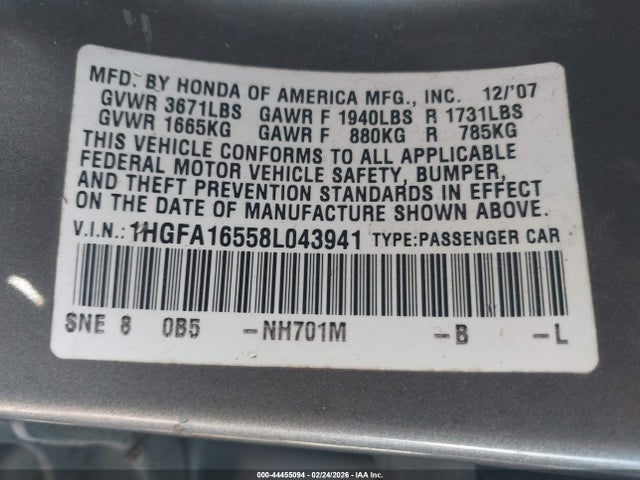 MFD. BY HONDA OF AMERICA MFG., INC. 12/'07
GVWR 3671LBS GAWR F 1940LBS R 1731LBS
GVWR 1665KG GAWR F 880KG R 785KG
THIS VEHICLE CONFORMS TO ALL APPLICABLE
FEDERAL MOTOR VEHICLE SAFETY, BUMPER,
AND THEFT PREVENTION STANDARDS IN EFFECT
ON THE DATE OF MANUFACTURE SHOWN ABOVE.
V.I.N.: 1HGFA16558L043941 TYPE:PASSENGER CAR
SNE 8 0B5 -NH701M -B -L
000-44455094 - 02/24/2026 - IAA Inc.